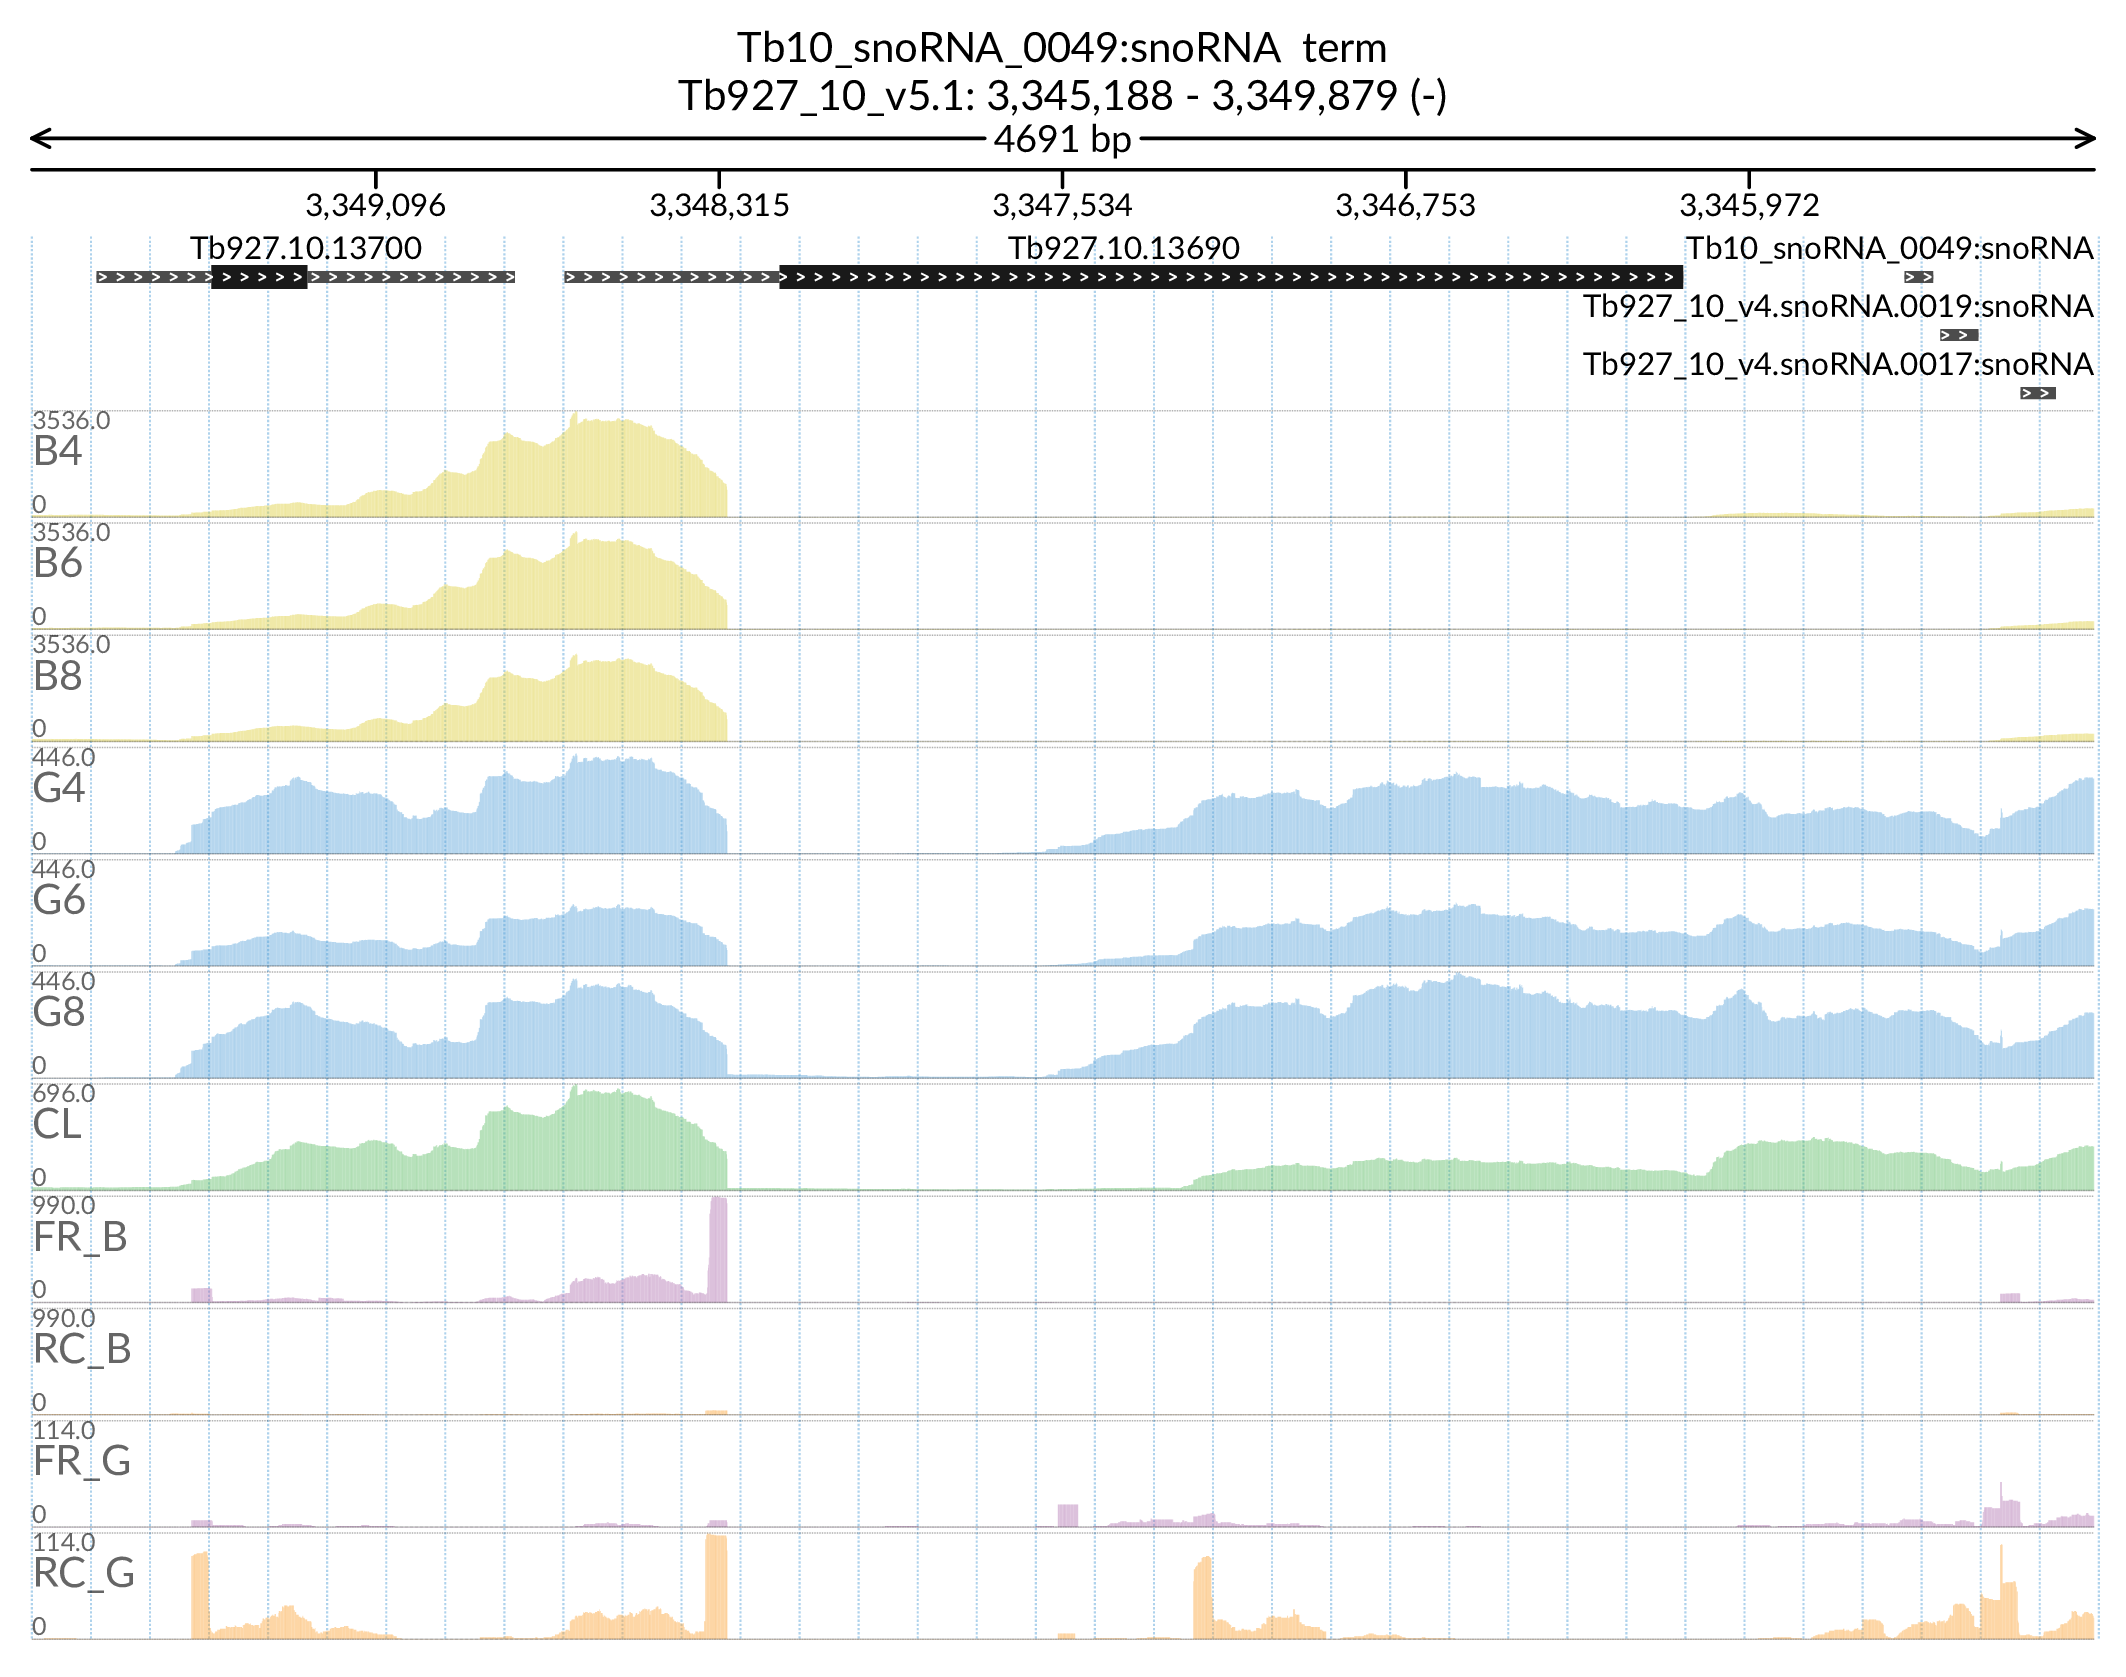 Tb10_snoRNA_0049:snoRNA term
Tb927_10_v5.1: 3,345,188 - 3,349,879 (-)
4691 bp
3,349,096 3,348,315 3,347,534 3,346,753 3,345,972
Tb927.10.13700 Tb927.10.13690 Tb10_snoRNA_0049:snoRNA
Tb927_10_v4.snoRNA.0019:snoRNA
Tb927_10_v4.snoRNA.0017:snoRNA
3536.0
B4
0
3536.0
B6
0
3536.0
B8
0
446.0
G4
0
446.0
G6
0
446.0
G8
0
696.0
CL
0
990.0
FR_B
0
990.0
RC_B
0
114.0
FR_G
0
114.0
RC_G
0